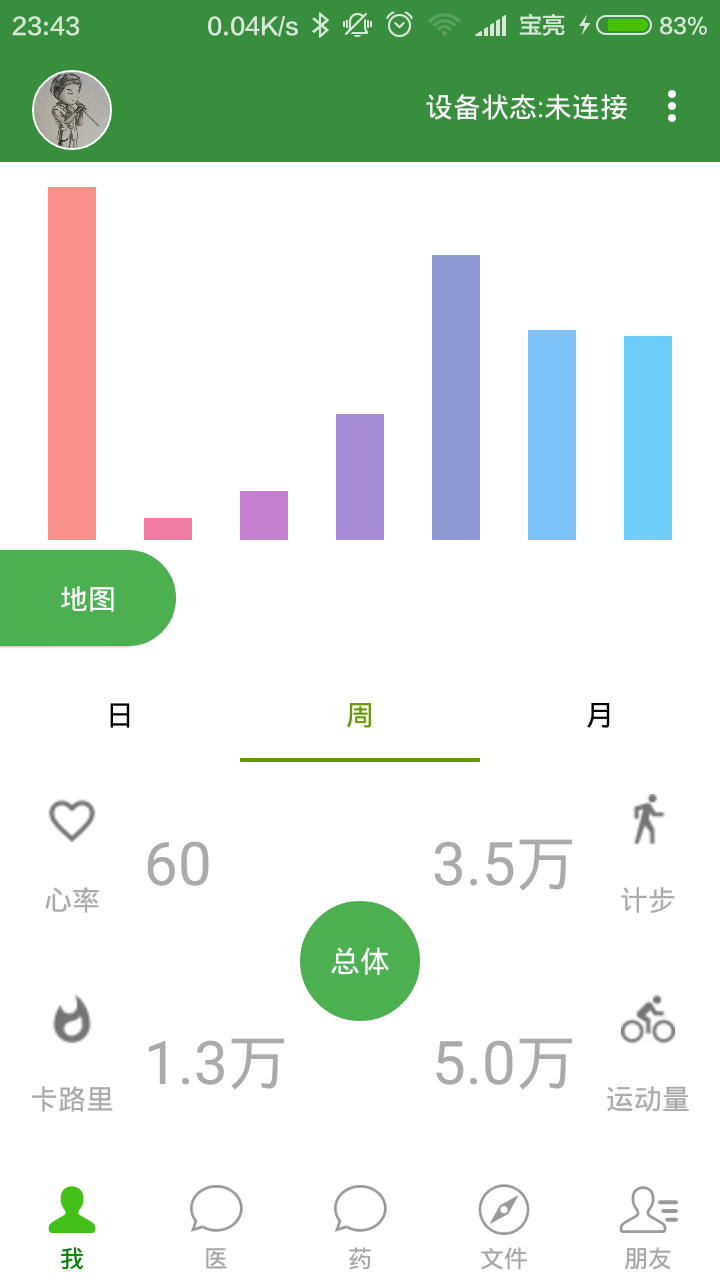 23:43 0.04K/s 宝亮 83%
设备状态:未连接
地图
日 周 月
60 3.5万
心率 计步
总体
1.3万 5.0万
卡路里 运动量
我 医 药 文件 朋友